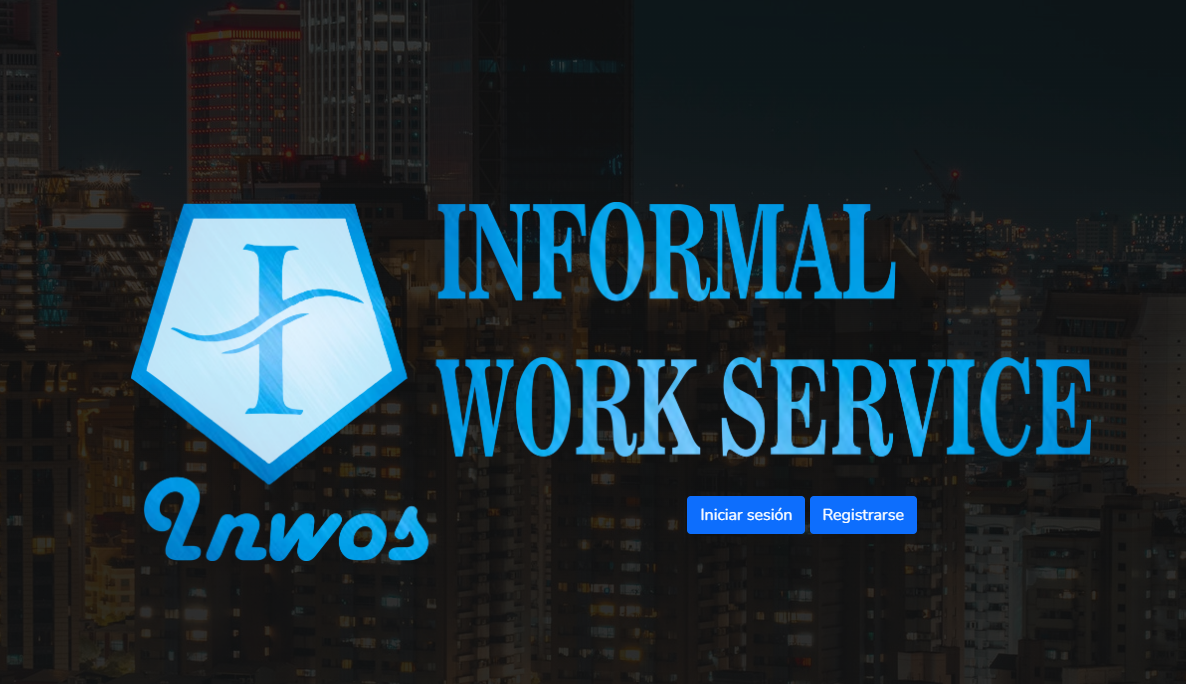 INFORMAL
WORK SERVICE
I
Inwos
Iniciar sesión
Registrarse